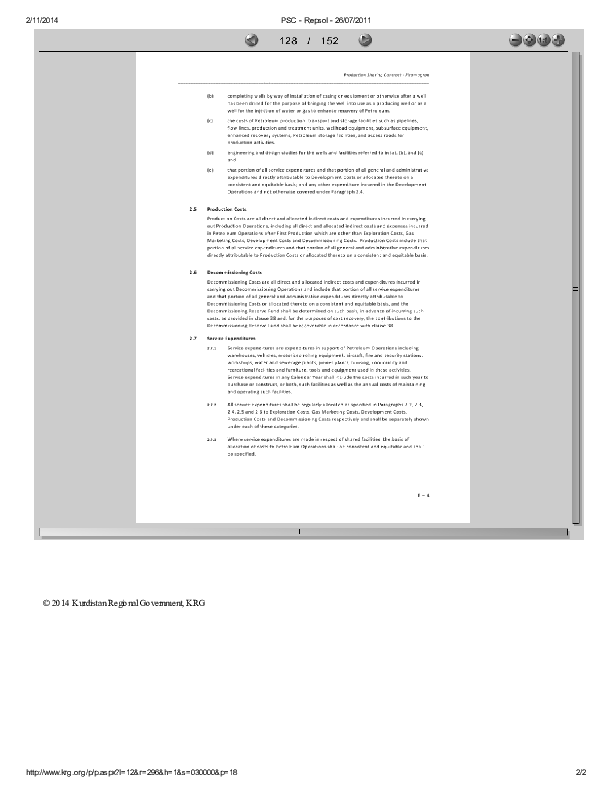 2/11/2014 PSC - Repsol - 26/07/2011
128 / 152
Production Sharing Contract -
(b) completing wells by way of installation of casing or equipment or otherwise after a well
has been drilled for the purpose of bringing the well into use as a producing well or as a
well for the injection of water or gas to enhance recovery of Petroleum;
(c) the costs of Petroleum production, transport and storage facilities such as pipelines,
flow lines, production and treatment units, wellhead equipment, subsurface equipment,
enhanced recovery systems, Petroleum storage facilities, and access roads for
production activities;
(d) engineering and design studies for the wells and facilities referred to in (a), (b), and (c)
and
(e) that portion of all service expenditures and that portion of all general and administrative
expenditures directly attributable to Development Costs or allocated thereto on a
consistent and equitable basis; and any other expenditure incurred in the Development
Operations and not otherwise covered under Paragraph 2.4.
2.5 Production Costs
Production Costs are all direct and allocated indirect costs and expenditures incurred in carrying
out Production Operations, including all direct and allocated indirect costs and expenses incurred
in Petroleum Operations after First Production which are other than Exploration Costs, Gas
Marketing Costs, Development Costs and Decommissioning Costs. Production Costs include that
portion of all service expenditures and that portion of all general and administrative expenditures
directly attributable to Production Costs or allocated thereto on a consistent and equitable basis.
2.6 Decommissioning Costs
Decommissioning Costs are all direct and allocated indirect costs and expenditures incurred in
carrying out Decommissioning Operations and include that portion of all service expenditures
and that portion of all general and administrative expenditures directly attributable to
Decommissioning Costs or allocated thereto on a consistent and equitable basis, and the
Decommissioning Reserve Fund shall be determined on such basis, in advance of incurring such
costs, as provided in clause 38 and, for the purposes of cost recovery, the contributions to the
Decommissioning Reserve Fund shall be in accordance with clause 38.
2.7 Service Expenditures
2.7.1 Service expenditures are expenditures in support of Petroleum Operations including
warehouses, vehicles, motorized rolling equipment, aircraft, fire and security stations,
workshops, water and sewerage plants, power plants, housing, community and
recreational facilities and furniture, tools and equipment used in these activities.
Service expenditures in any Calendar Year shall include the costs incurred in such year to
purchase or construct, or both, such facilities as well as the annual costs of maintaining
and operating such facilities.
2.7.2 All service expenditures shall be regularly allocated as specified in Paragraphs 2.2, 2.3,
2.4, 2.5 and 2.6 to Exploration Costs, Gas Marketing Costs, Development Costs,
Production Costs and Decommissioning Costs respectively and shall be separately shown
under each of these categories.
2.7.3 Where service expenditures are made in respect of shared facilities, the basis of
allocation of costs to Petroleum Operations shall be consistent and equitable and shall
be specified.
© 2014 Kurdistan Regional Government, KRG
http://www.krg.org/p/p.aspx?l=12&r=296&h=1&s=030000&p=18 2/2